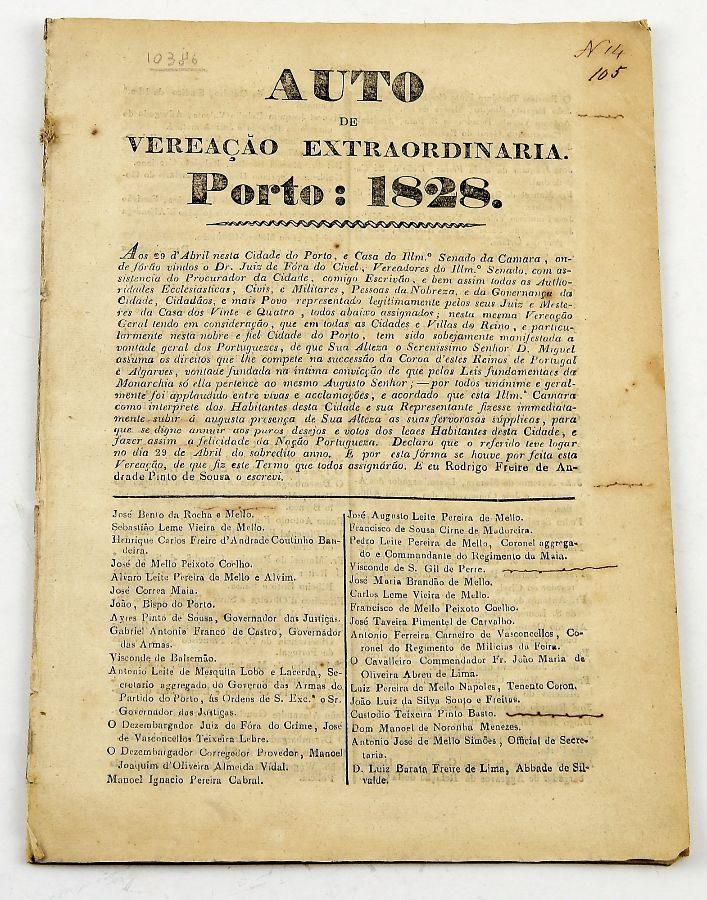 10386
N 14
105
AUTO
DE
VEREAÇÃO EXTRAORDINARIA.
Porto: 1828.
Aos 29 d'Abril nesta Cidade do Porto, e Casa do Illm.º Senado da Camara, on-
de fôrão vindos o Dr. Juiz de Fóra do Civel, Vereadores do Illm.º Senado, com as-
sistencia do Procurador da Cidade, comigo Escrivão, e bem assim todas as Autho-
ridades Ecclesiasticas, Civis, e Militares, Pessoas da Nobreza, e da Governança da
Cidade, Cidadãos, e mais Povo representado legitimamente pelos seus Juiz e Meste-
res da Casa dos Vinte e Quatro, todos abaixo assignados; nesta mesma Vereação
Geral tendo em consideração, que em todas as Cidades e Villas do Reino, e particu-
larmente nesta nobre e fiel Cidade do Porto, tem sido sobejamente manifestada a
vontade geral dos Portuguezes, de que Sua Alteza o Serenissimo Senhor D. Miguel
assuma os direitos que lhe compete na successão da Coroa d'estes Reinos de Portugal
e Algarves, vontade fundada na íntima convicção de que pelas Leis fundamentaes da
Monarchia só ella pertence ao mesmo Augusto Senhor; — por todos unánime e geral-
mente foi applaudido entre vivas e acclamações, e acordado que esta Illm.ª Camara
como interprete dos Habitantes desta Cidade e sua Representante fizesse immediata-
mente subir á augusta presença de Sua Alteza as suas fervorosas súpplicas, para
que se digne annuir aos puros desejos e votos dos leaes Habitantes desta Cidade, e
fazer assim a felicidade da Nação Portugueza. Declaro que o referido teve logar
no dia 29 de Abril do sobredito anno. E por esta fórma se houve por feita esta
Vereação, de que fiz este Termo que todos assignárão. E eu Rodrigo Freire de An-
drade Pinto de Sousa o escrevi.
José Bento da Rocha e Mello.
Sebastião Leme Vieira de Mello.
Henrique Carlos Freire d'Andrade Coutinho Ban-
deira.
José de Mello Peixoto Coelho.
Alvaro Leite Pereira de Mello e Alvim.
José Correa Maia.
João, Bispo do Porto.
Ayres Pinto de Sousa, Governador das Justiças.
Gabriel Antonio Franco de Castro, Governador
das Armas.
Visconde de Balsemão.
Antonio Leite de Mesquita Lobo e Lacerda, Se-
cretario aggregado do Governo das Armas do
Partido do Porto, ás Ordens de S. Exc.ª o Sr.
Governador das Justiças.
O Dezembargador Juiz do Fóra do Crime, José
de Vasconcellos Teixeira Lebre.
O Dezembargador Corregedor Provedor, Manoel
Joaquim d'Oliveira Almeida Vidal.
Manoel Ignacio Pereira Cabral.
José Augusto Leite Pereira de Mello.
Francisco de Sousa Cirne de Madureira.
Pedro Leite Pereira de Mello, Coronel aggrega-
do e Commandante do Regimento da Maia.
Visconde de S. Gil de Perre.
José Maria Brandão de Mello.
Carlos Leme Vieira de Mello.
Francisco de Mello Peixoto Coelho.
José Taveira Pimentel de Carvalho.
Antonio Ferreira Carneiro de Vasconcellos, Co-
ronel do Regimento de Milicias da Feira.
O Cavalleiro Commendador Fr. João Maria de
Oliveira Abreu de Lima.
Luiz Pereira de Mello Napoles, Tenente Coron.
João Luiz da Silva Souto e Freitas.
Custodio Teixeira Pinto Basto.
Dom Manoel de Noronha Menezes.
Antonio José de Mello Simões, Official de Secre-
taria.
D. Luiz Barata Freire de Lima, Abbade de Sil-
valde.